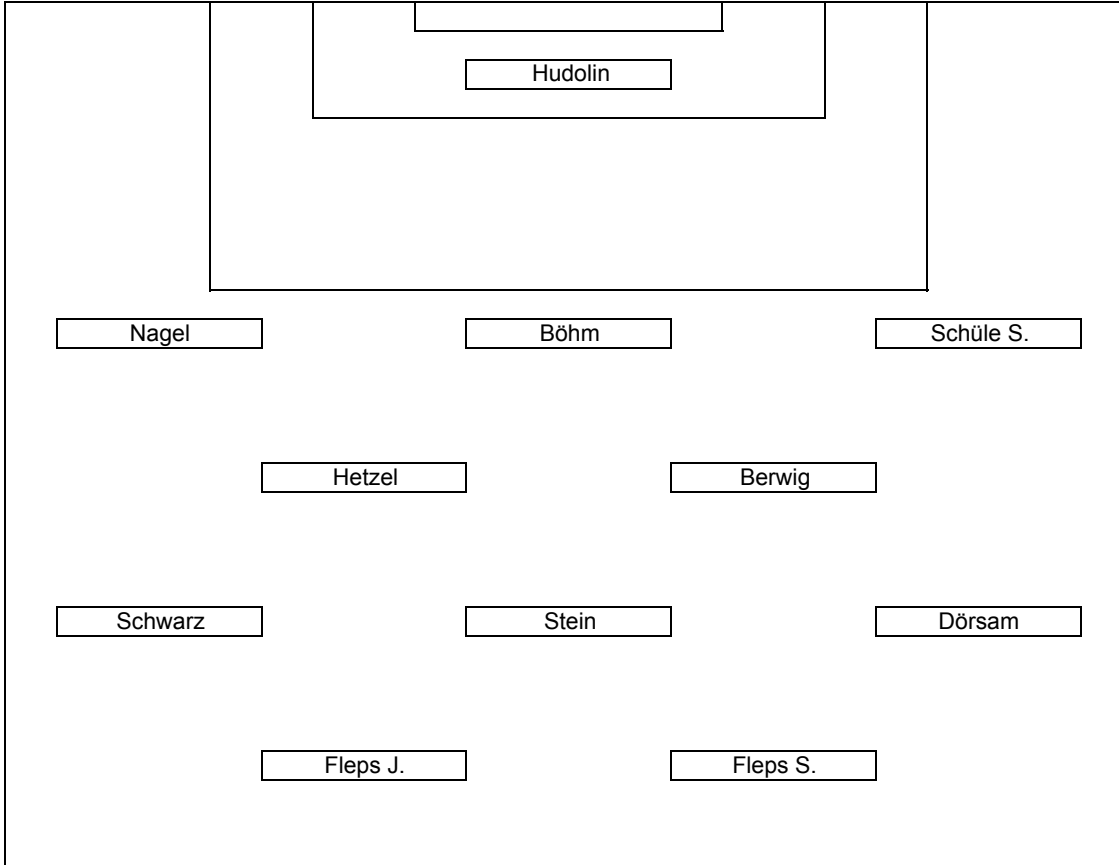 Hudolin
Nagel Böhm Schüle S.
Hetzel Berwig
Schwarz Stein Dörsam
Fleps J. Fleps S.